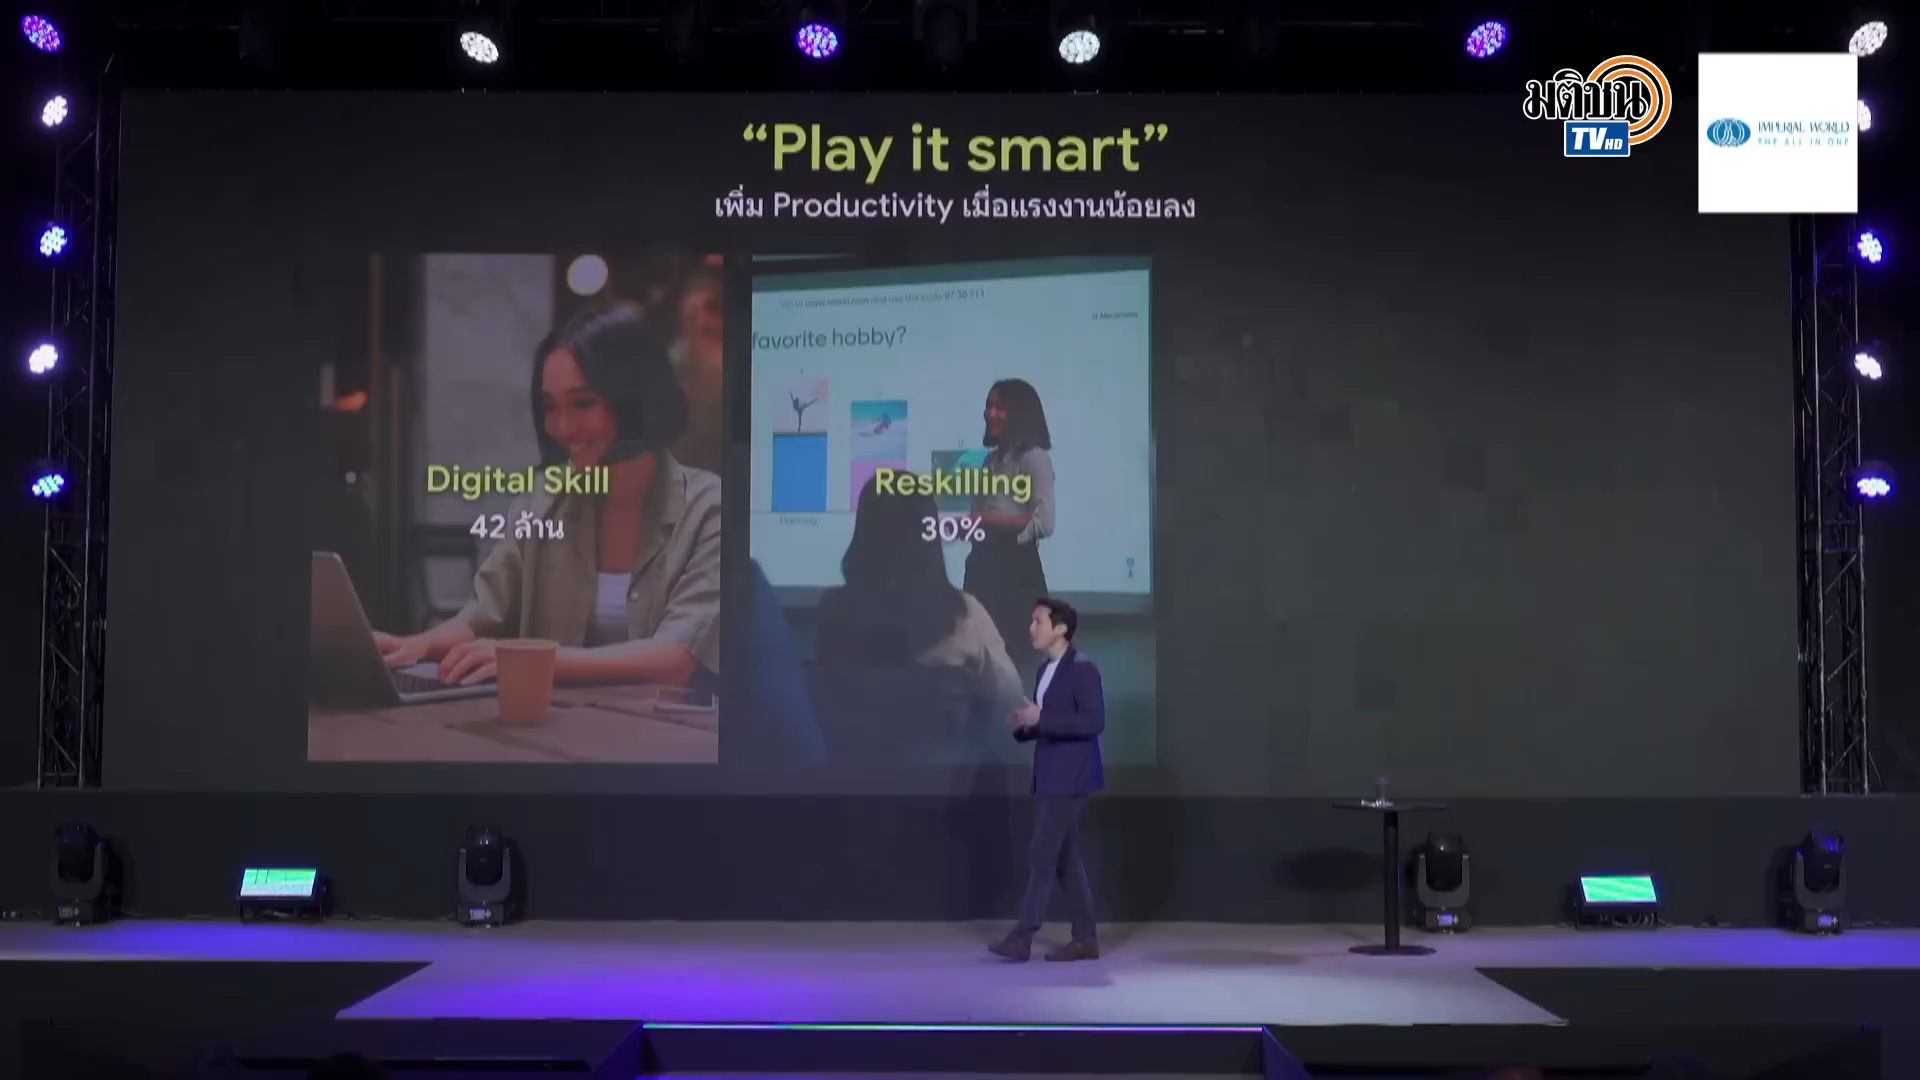 “Play it smart”
เพิ่ม Productivity เมื่อแรงงานน้อยลง
มติชน
TV HD
IMPERIAL WORLD
THE ALL IN ONE
favorite hobby?
Digital Skill
42 ล้าน
Reskilling
30%
Dancing